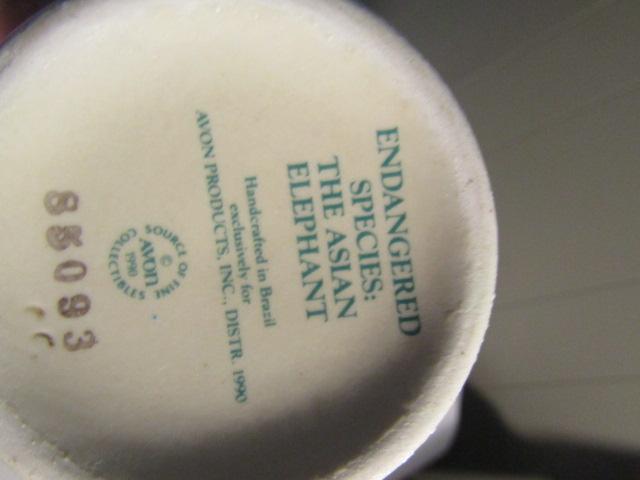 ENDANGERED
SPECIES:
THE ASIAN
ELEPHANT
Handcrafted in Brazil
exclusively for
AVON PRODUCTS, INC., DISTR. 1990
SOURCE OF FINE COLLECTIBLES
©
AVON
1990
88093